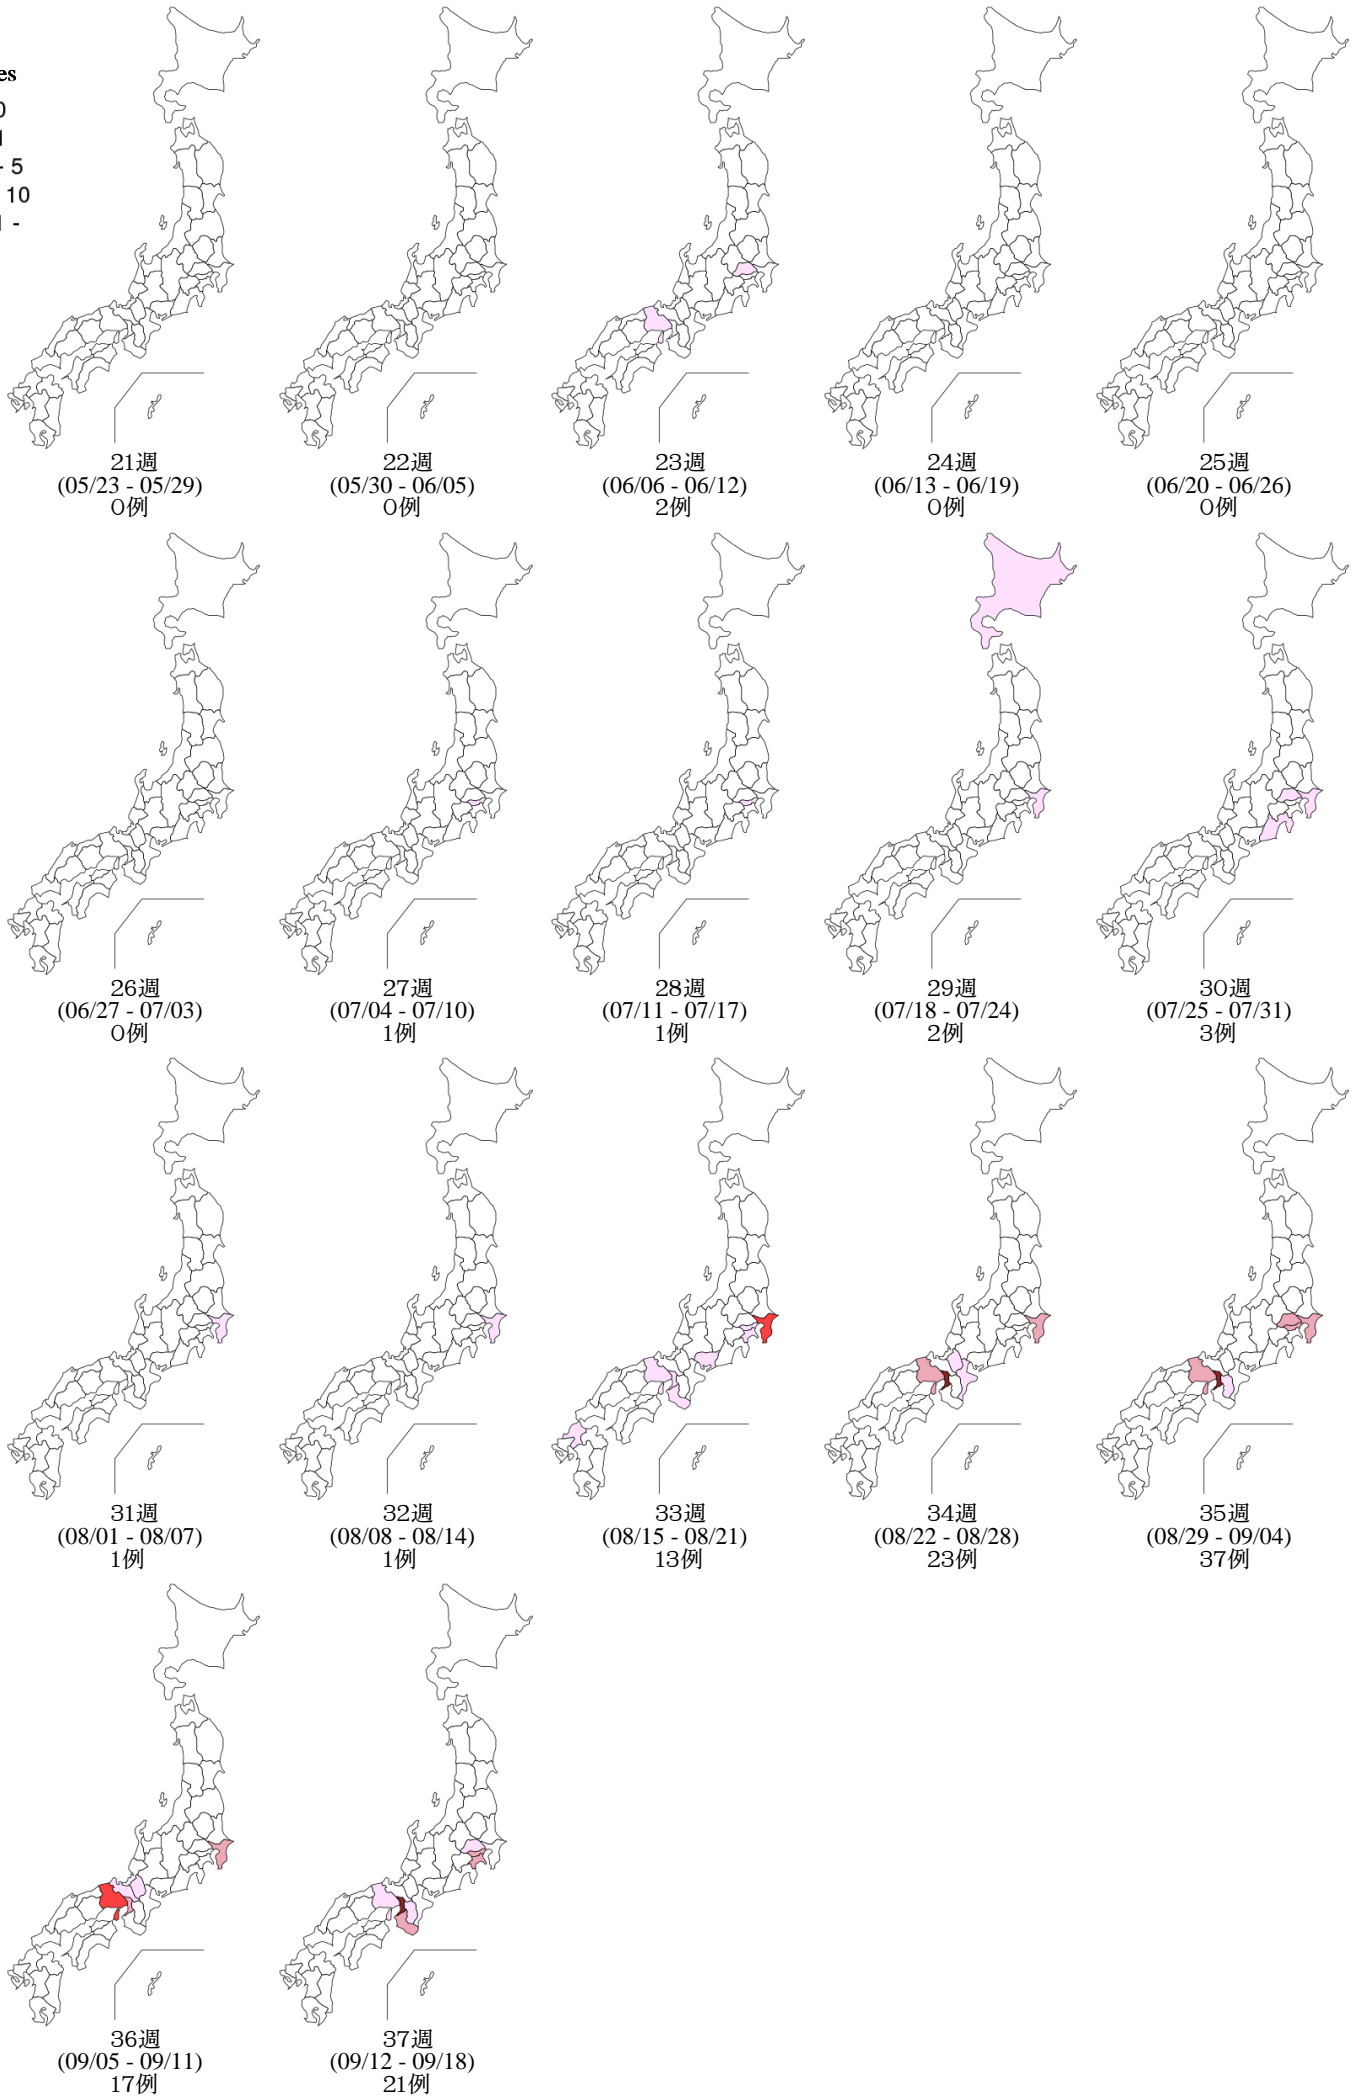 es
0
- 5
10
-
21週
(05/23 - 05/29)
0例
22週
(05/30 - 06/05)
0例
23週
(06/06 - 06/12)
2例
24週
(06/13 - 06/19)
0例
25週
(06/20 - 06/26)
0例
26週
(06/27 - 07/03)
0例
27週
(07/04 - 07/10)
1例
28週
(07/11 - 07/17)
1例
29週
(07/18 - 07/24)
2例
30週
(07/25 - 07/31)
3例
31週
(08/01 - 08/07)
1例
32週
(08/08 - 08/14)
1例
33週
(08/15 - 08/21)
13例
34週
(08/22 - 08/28)
23例
35週
(08/29 - 09/04)
37例
36週
(09/05 - 09/11)
17例
37週
(09/12 - 09/18)
21例